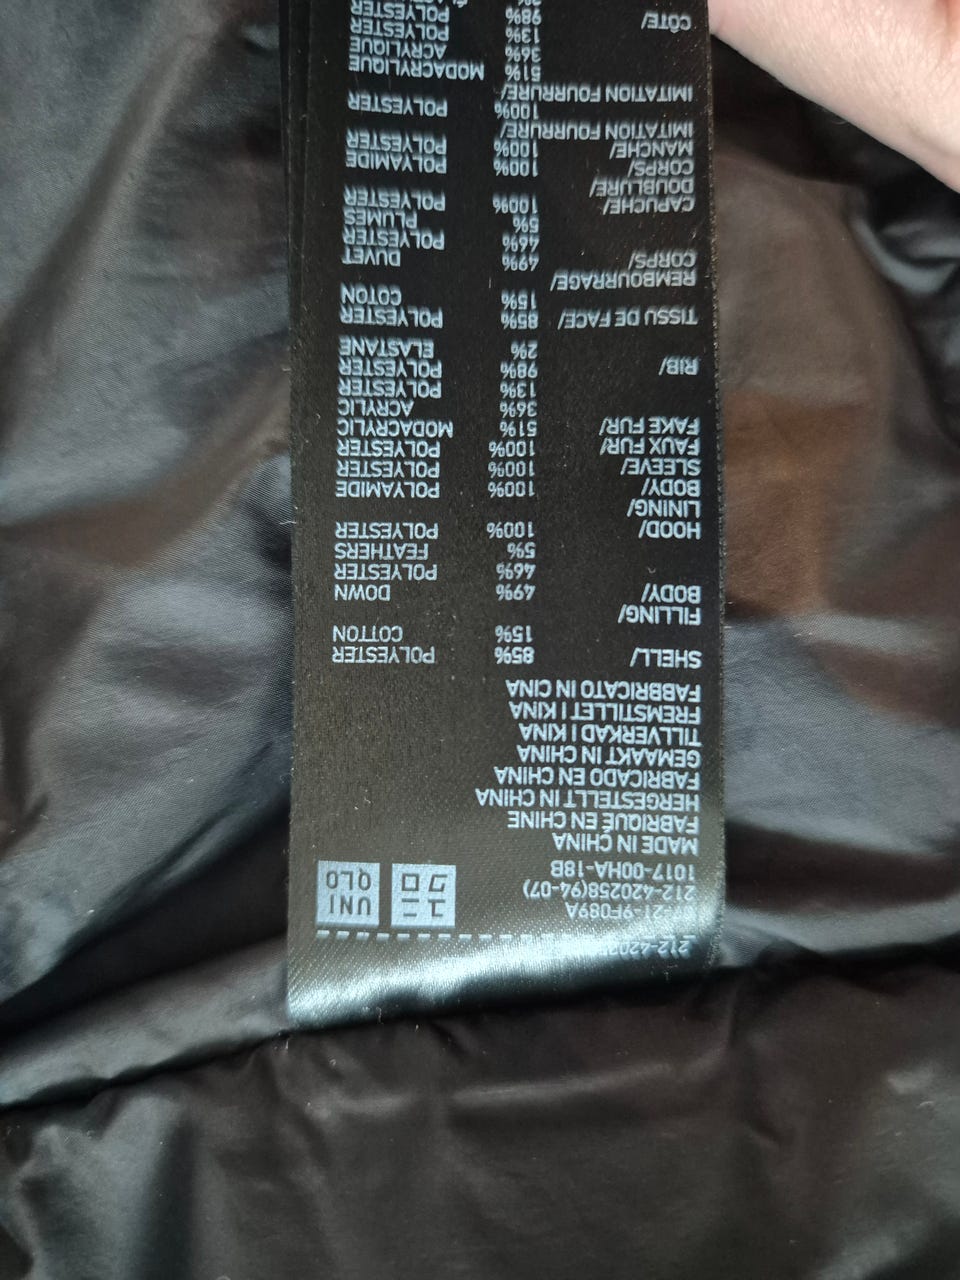 UNI
QLO
212-420258(94-07)
1017-00HA-18B
MADE IN CHINA
FABRIQUÉ EN CHINE
HERGESTELLT IN CHINA
FABRICADO EN CHINA
GEMAAKT IN CHINA
TILLVERKAD I KINA
FREMSTILLET I KINA
FABBRICATO IN CINA
SHELL/ 85% POLYESTER
15% COTTON
FILLING/
BODY/ 49% DOWN
46% POLYESTER
5% FEATHERS
HOOD/ 100% POLYESTER
LINING/
BODY/ 100% POLYAMIDE
SLEEVE/ 100% POLYESTER
FAUX FUR/ 100% POLYESTER
FAKE FUR/ 51% MODACRYLIC
36% ACRYLIC
13% POLYESTER
RIB/ 98% POLYESTER
2% ELASTANE
TISSU DE FACE/ 85% POLYESTER
15% COTON
REMBOURRAGE/
CORPS/ 49% DUVET
46% POLYESTER
5% PLUMES
CAPUCHE/ 100% POLYESTER
DOUBLURE/
CORPS/ 100% POLYAMIDE
MANCHE/ 100% POLYESTER
IMITATION FOURRURE/
100% POLYESTER
IMITATION FOURRURE/
51% MODACRYLIQUE
36% ACRYLIQUE
13% POLYESTER
CÔTE/ 98% POLYESTER